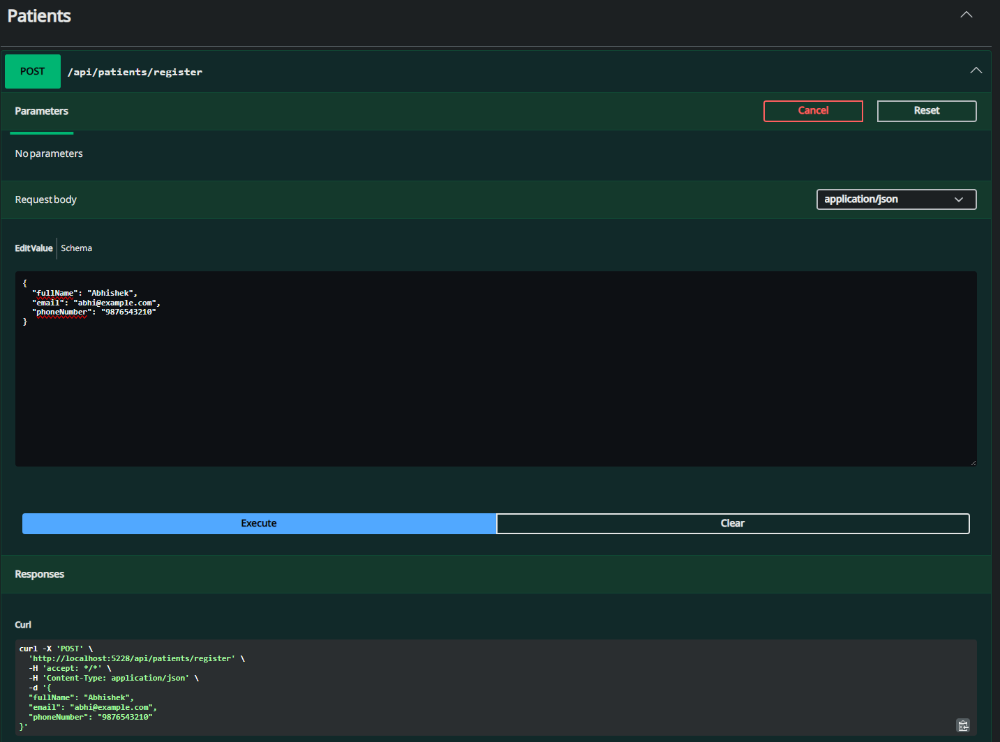 Patients
POST /api/patients/register
Parameters
Cancel
Reset
No parameters
Request body
application/json
Edit Value
Schema
{
  "fullName": "Abhishek",
  "email": "abhi@example.com",
  "phoneNumber": "9876543210"
}
Execute
Clear
Responses
Curl
curl -X 'POST' \
  'http://localhost:5228/api/patients/register' \
  -H 'accept: */*' \
  -H 'Content-Type: application/json' \
  -d '{
  "fullName": "Abhishek",
  "email": "abhi@example.com",
  "phoneNumber": "9876543210"
}'